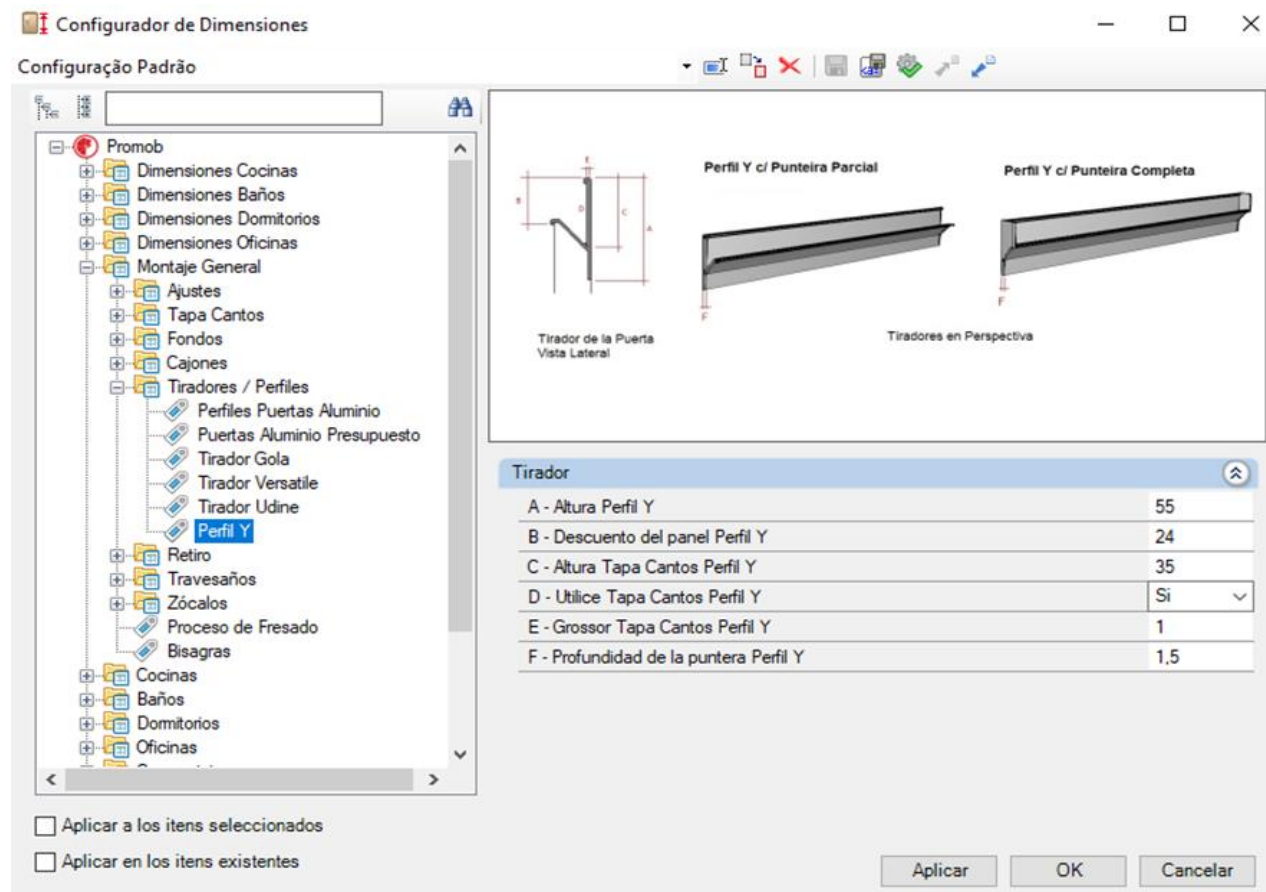 Configurador de Dimensiones
Configuração Padrão
Promob
Dimensiones Cocinas
Dimensiones Baños
Dimensiones Dormitorios
Dimensiones Oficinas
Montaje General
Ajustes
Tapa Cantos
Fondos
Cajones
Tiradores / Perfiles
Perfiles Puertas Aluminio
Puertas Aluminio Presupuesto
Tirador Gola
Tirador Versatile
Tirador Udine
Perfil Y
Retiro
Travesaños
Zócalos
Proceso de Fresado
Bisagras
Cocinas
Baños
Dormitorios
Oficinas
Aplicar a los itens seleccionados
Aplicar en los itens existentes
E
B
D
C
A
Tirador de la Puerta
Vista Lateral
Perfil Y c/ Punteira Parcial
F
Perfil Y c/ Punteira Completa
F
Tiradores en Perspectiva
Tirador
A - Altura Perfil Y 55
B - Descuento del panel Perfil Y 24
C - Altura Tapa Cantos Perfil Y 35
D - Utilice Tapa Cantos Perfil Y Si
E - Grossor Tapa Cantos Perfil Y 1
F - Profundidad de la puntera Perfil Y 1,5
Aplicar OK Cancelar